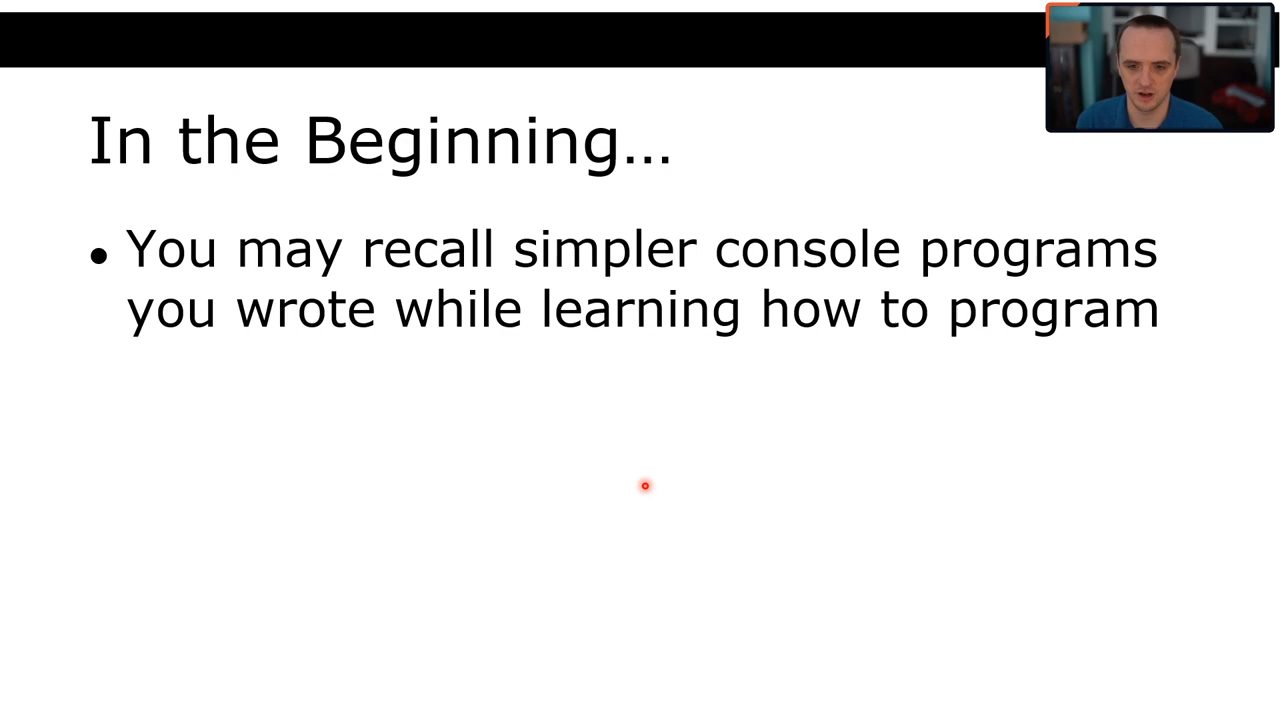 In the Beginning…
• You may recall simpler console programs
you wrote while learning how to program